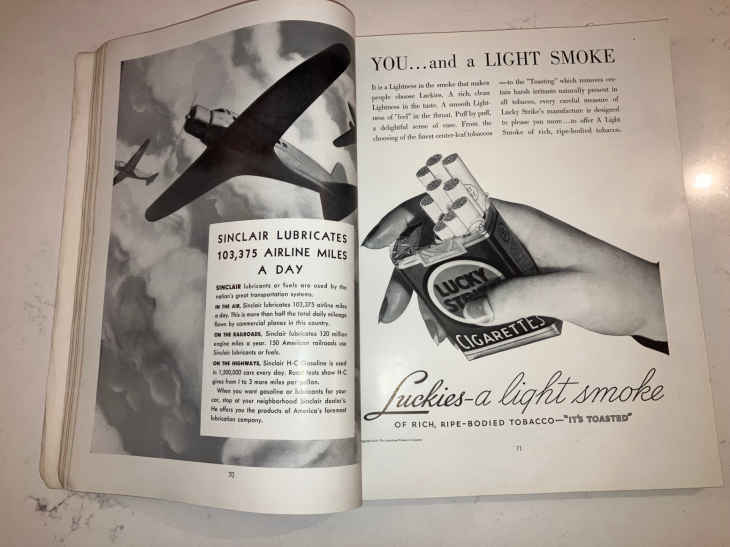 SINCLAIR LUBRICATES
103,375 AIRLINE MILES
A DAY
SINCLAIR lubricants or fuels are used by the
nation's great transportation systems:
IN THE AIR, Sinclair lubricates 103,375 airline miles
a day. This is more than half the total daily mileage
flown by commercial planes in this country.
ON THE RAILROADS, Sinclair lubricates 120 million
engine miles a year. 150 American railroads use
Sinclair lubricants or fuels.
ON THE HIGHWAYS, Sinclair H-C Gasoline is used
in 1,200,000 cars every day. Road tests show H-C
gives from 1 to 3 more miles per gallon.
When you want gasoline or lubricants for your
car, stop at your neighborhood Sinclair dealer's.
He offers you the products of America's foremost
lubrication company.
70
YOU...and a LIGHT SMOKE
It is a Lightness in the smoke that makes
people choose Luckies. A rich, clean
Lightness in the taste. A smooth Light-
ness of "feel" in the throat. Puff by puff,
a delightful sense of ease. From the
choosing of the finest center-leaf tobaccos
—to the "Toasting" which removes cer-
tain harsh irritants naturally present in
all tobacco, every careful measure of
Lucky Strike's manufacture is designed
to please you more...to offer A Light
Smoke of rich, ripe-bodied tobacco.
LUCKY
STRIKE
CIGARETTES
Luckies-a light smoke
OF RICH, RIPE-BODIED TOBACCO—"IT'S TOASTED"
71